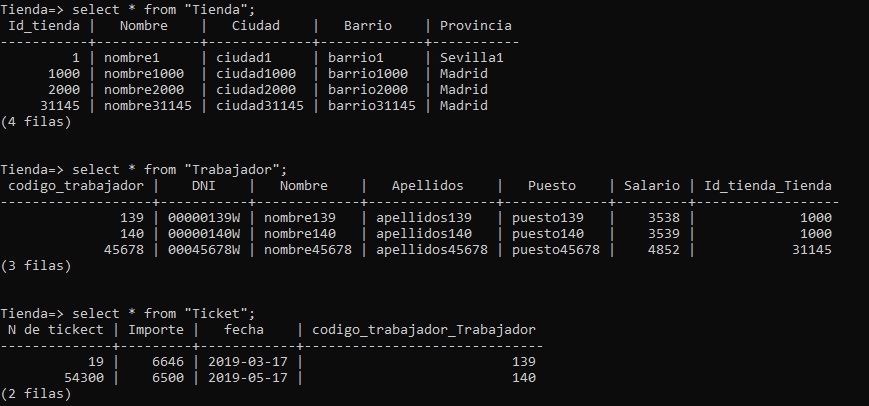 Tienda=> select * from "Tienda";
 Id_tienda |   Nombre    |   Ciudad    |   Barrio    | Provincia
-----------+-------------+-------------+-------------+-----------
         1 | nombre1     | ciudad1     | barrio1     | Sevilla1
      1000 | nombre1000  | ciudad1000  | barrio1000  | Madrid
      2000 | nombre2000  | ciudad2000  | barrio2000  | Madrid
     31145 | nombre31145 | ciudad31145 | barrio31145 | Madrid
(4 filas)

Tienda=> select * from "Trabajador";
 codigo_trabajador |    DNI    |   Nombre    |   Apellidos    |   Puesto    | Salario | Id_tienda_Tienda
-------------------+-----------+-------------+----------------+-------------+---------+------------------
               139 | 00000139W | nombre139   | apellidos139   | puesto139   |    3538 |             1000
               140 | 00000140W | nombre140   | apellidos140   | puesto140   |    3539 |             1000
             45678 | 00045678W | nombre45678 | apellidos45678 | puesto45678 |    4852 |            31145
(3 filas)

Tienda=> select * from "Ticket";
 N de tickect | Importe |   fecha    | codigo_trabajador_Trabajador
--------------+---------+------------+------------------------------
           19 |    6646 | 2019-03-17 |                          139
        54300 |    6500 | 2019-05-17 |                          140
(2 filas)